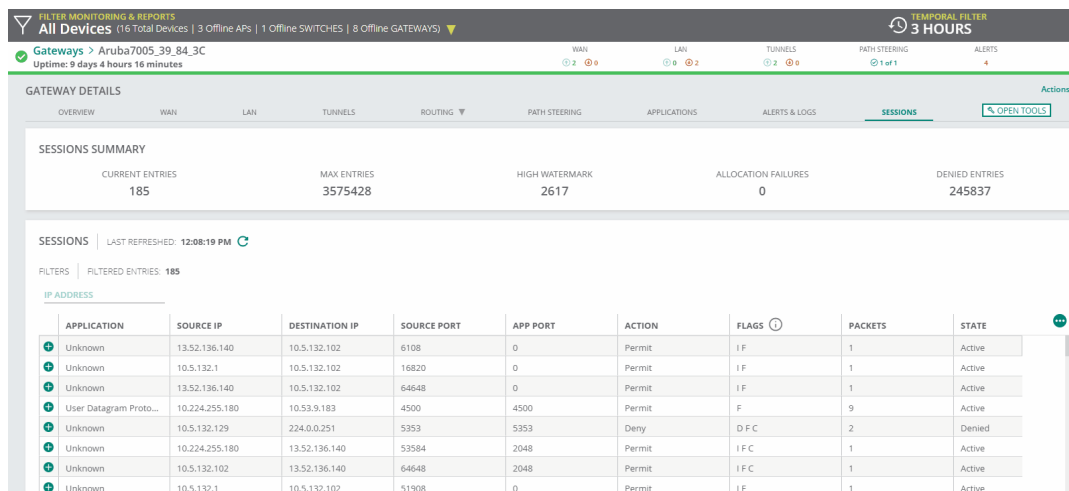 FILTER MONITORING & REPORTS
All Devices (16 Total Devices | 3 Offline APs | 1 Offline SWITCHES | 8 Offline GATEWAYS)
TEMPORAL FILTER
3 HOURS
Gateways > Aruba7005_39_84_3C
Uptime: 9 days 4 hours 16 minutes
WAN LAN TUNNELS PATH STEERING ALERTS
2 0 0 2 2 0 1 of 1 4
GATEWAY DETAILS Actions
OVERVIEW WAN LAN TUNNELS ROUTING PATH STEERING APPLICATIONS ALERTS & LOGS SESSIONS OPEN TOOLS
SESSIONS SUMMARY
CURRENT ENTRIES MAX ENTRIES HIGH WATERMARK ALLOCATION FAILURES DENIED ENTRIES
185 3575428 2617 0 245837
SESSIONS LAST REFRESHED: 12:08:19 PM
FILTERS FILTERED ENTRIES: 185
IP ADDRESS
APPLICATION SOURCE IP DESTINATION IP SOURCE PORT APP PORT ACTION FLAGS PACKETS STATE
Unknown 13.52.136.140 10.5.132.102 6108 0 Permit I F 1 Active
Unknown 10.5.132.1 10.5.132.102 16820 0 Permit I F 1 Active
Unknown 13.52.136.140 10.5.132.102 64648 0 Permit I F 1 Active
User Datagram Proto... 10.224.255.180 10.53.9.183 4500 4500 Permit F 9 Active
Unknown 10.5.132.129 224.0.0.251 5353 5353 Deny D F C 2 Denied
Unknown 10.224.255.180 13.52.136.140 53584 2048 Permit I F C 1 Active
Unknown 10.5.132.102 13.52.136.140 64648 2048 Permit I F C 1 Active
Unknown 10.5.132.1 10.5.132.102 51908 0 Permit I F 1 Active